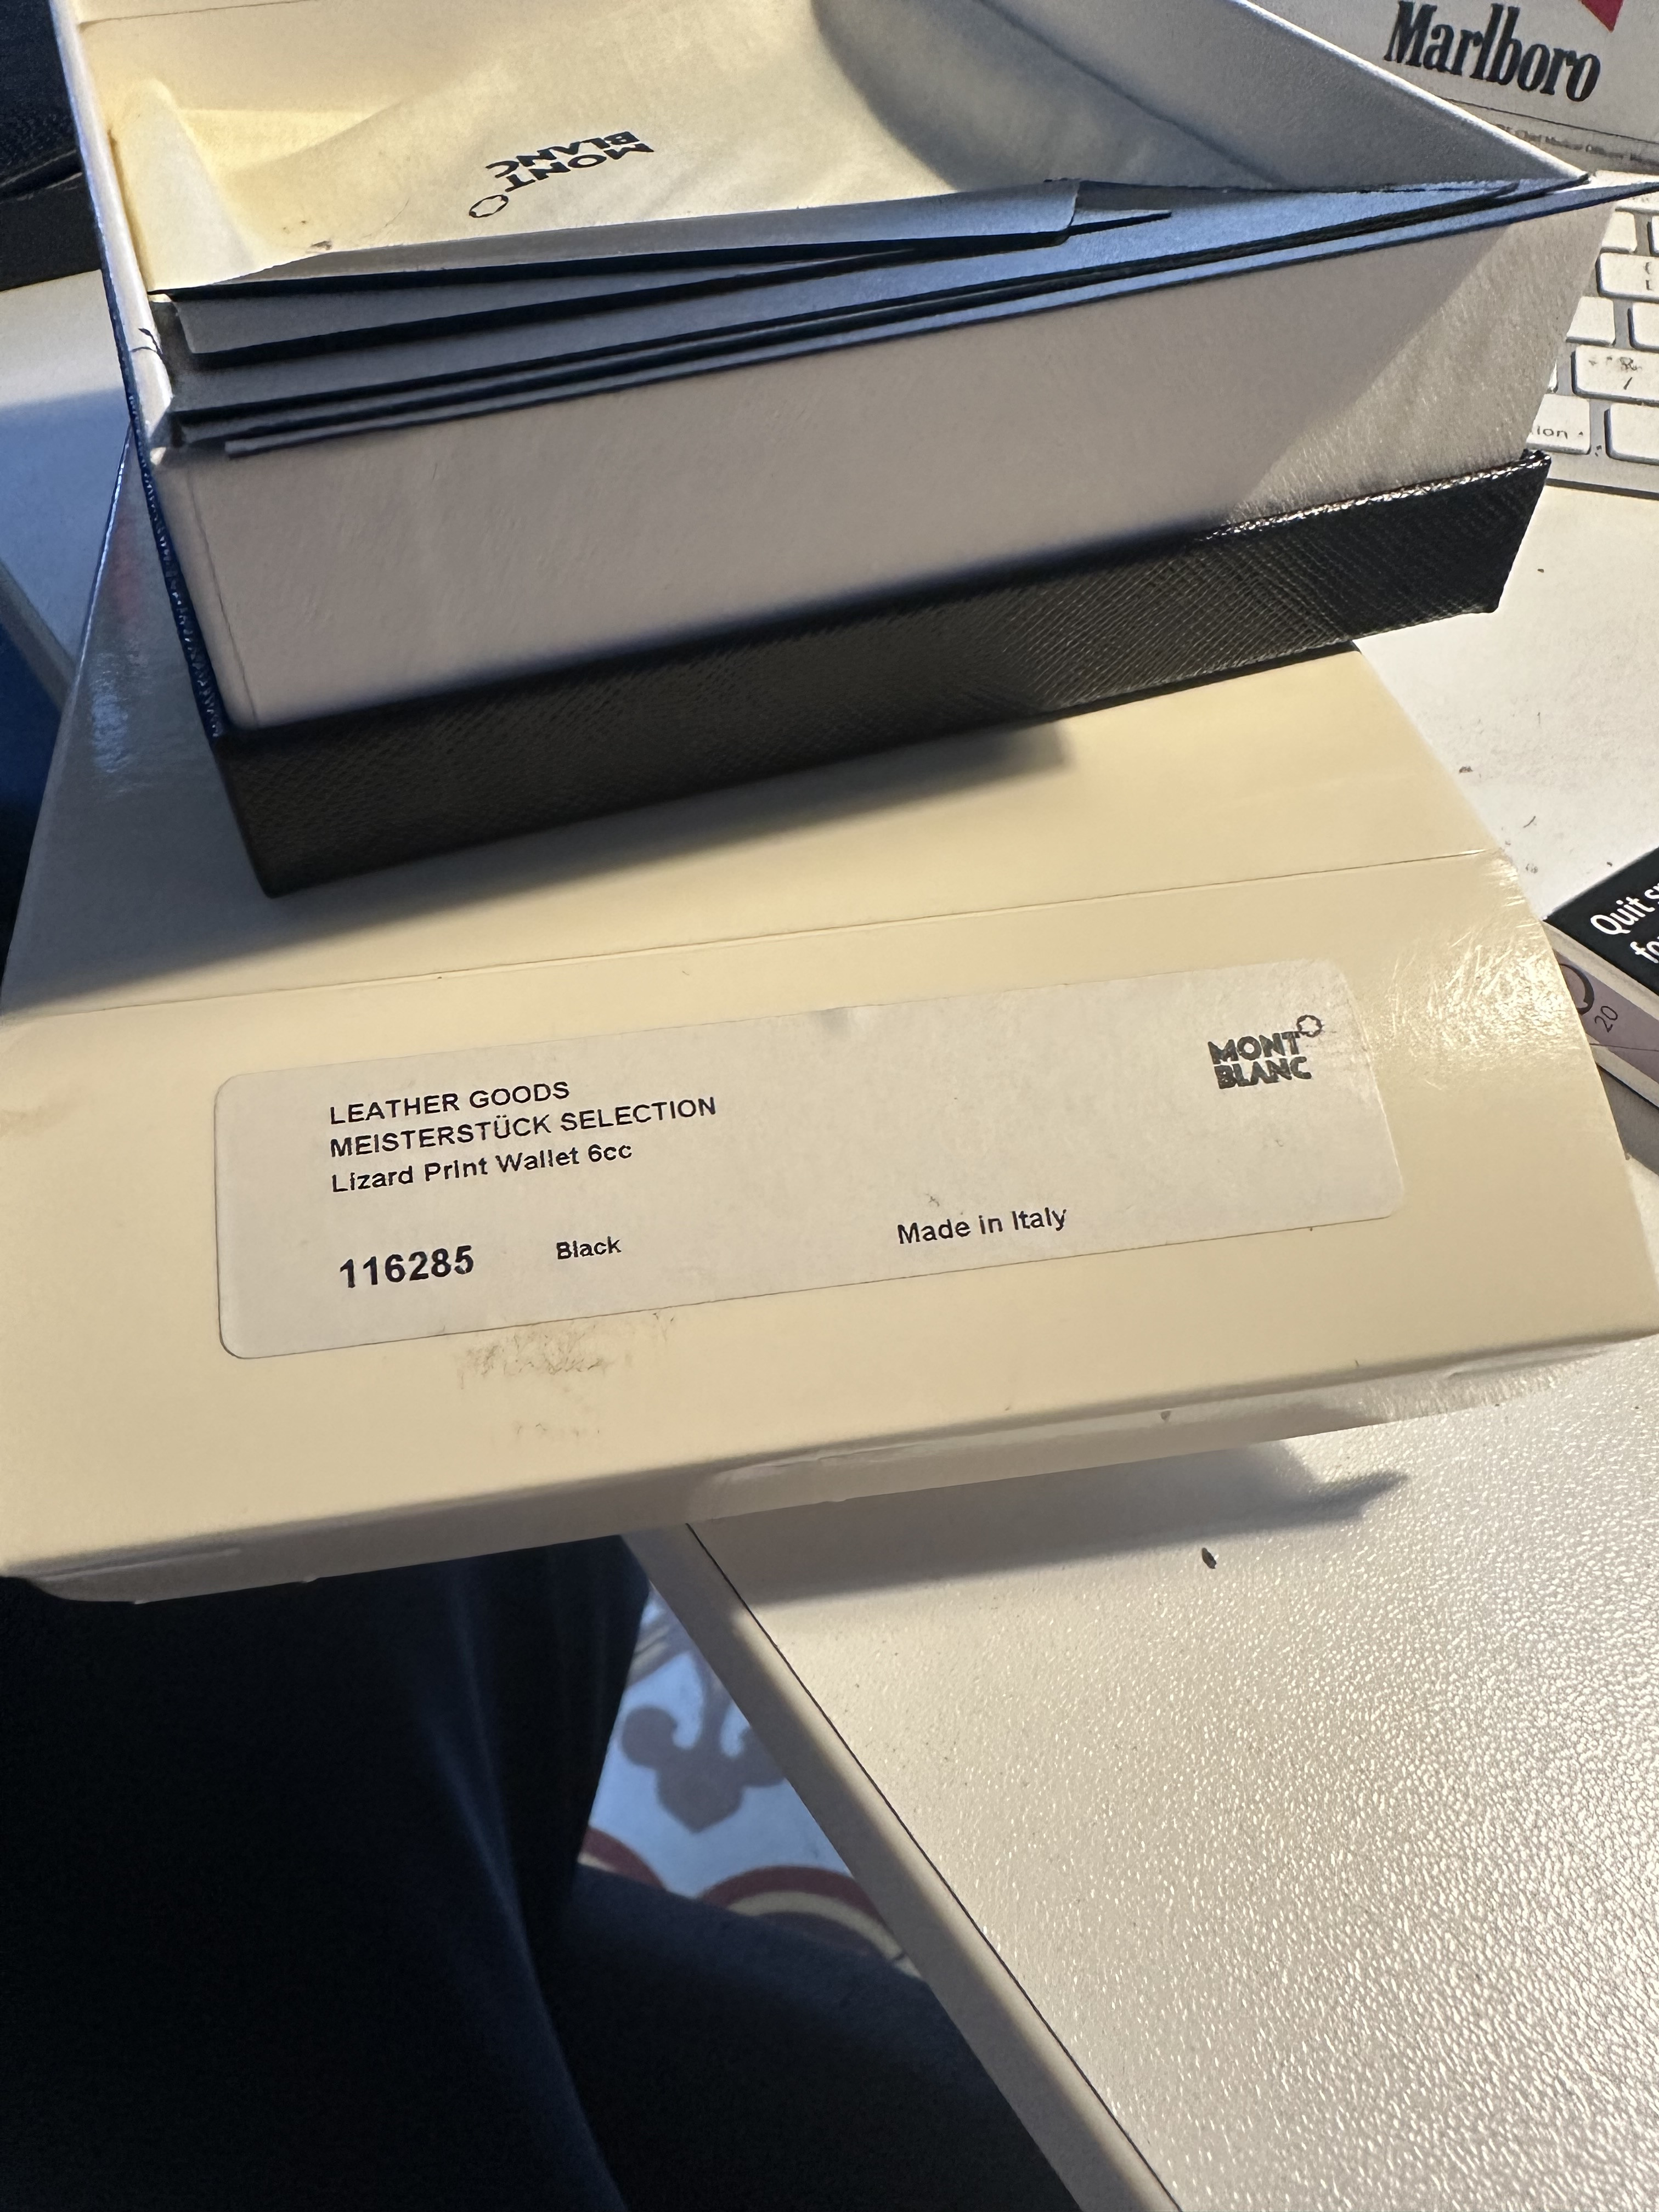 Marlboro
MONT
BLANC
LEATHER GOODS
MEISTERSTÜCK SELECTION
Lizard Print Wallet 6cc
116285 Black Made in Italy
MONT
BLANC
Quit
20